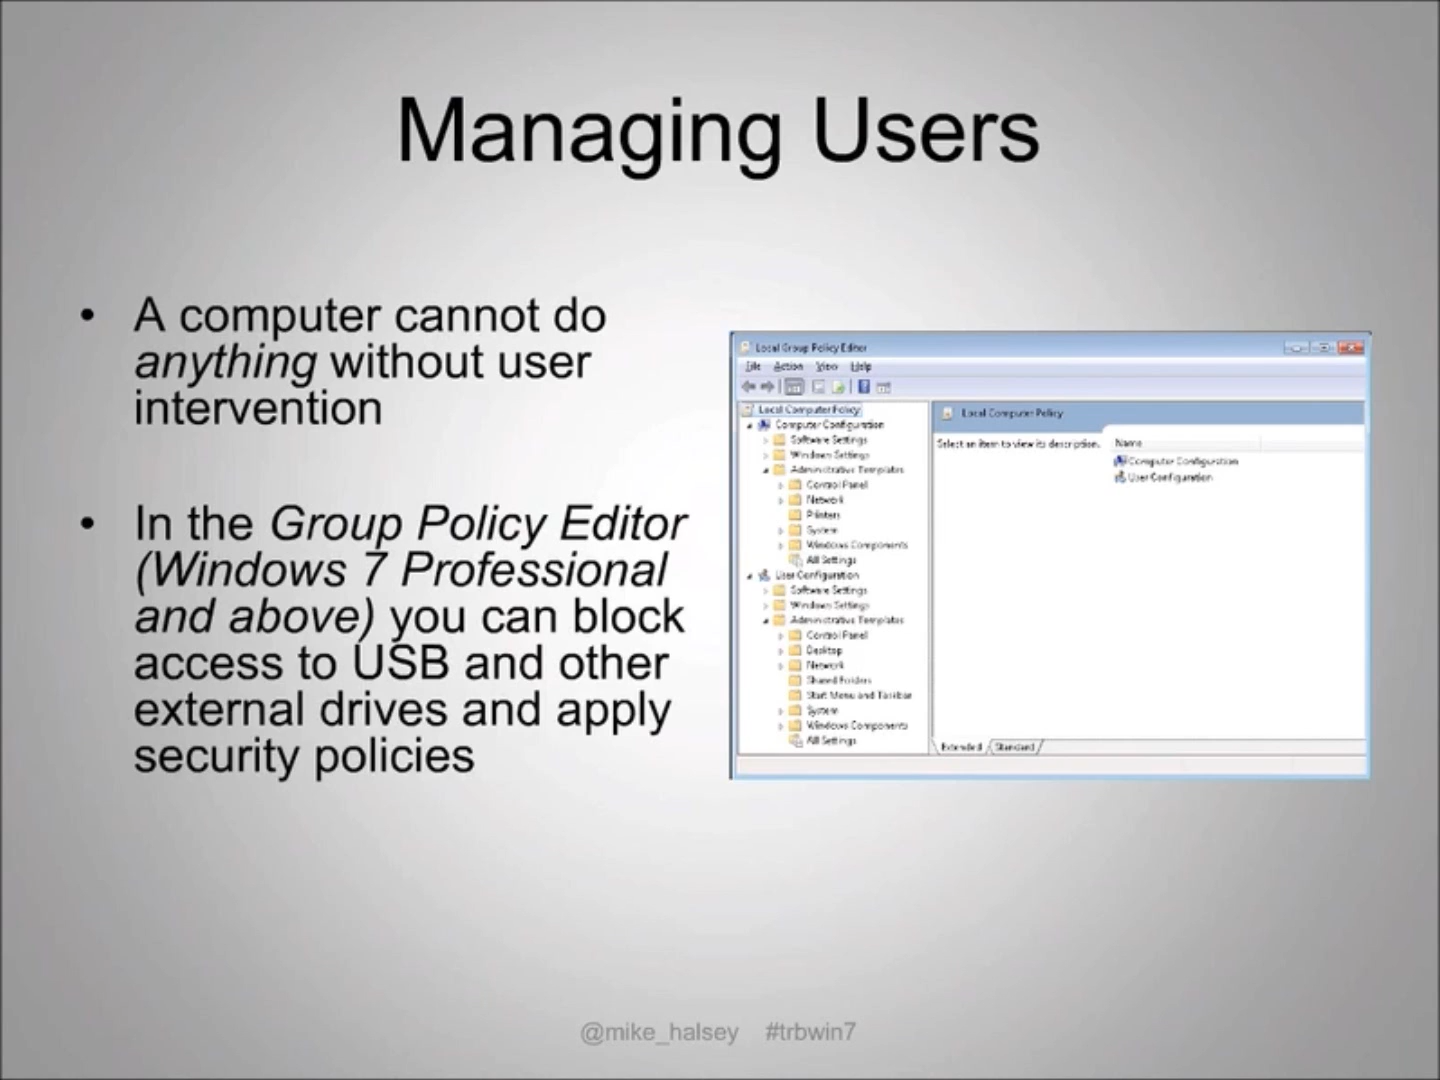 Managing Users
• A computer cannot do
anything without user
intervention
• In the Group Policy Editor
(Windows 7 Professional
and above) you can block
access to USB and other
external drives and apply
security policies
Local Group Policy Editor
File Action View Help
Local Computer Policy
Computer Configuration
Software Settings
Windows Settings
Administrative Templates
Control Panel
Network
Printers
System
Windows Components
All Settings
User Configuration
Software Settings
Windows Settings
Administrative Templates
Control Panel
Desktop
Network
Shared Folders
Start Menu and Taskbar
System
Windows Components
All Settings
Local Computer Policy
Select an item to view its description.
Name
Computer Configuration
User Configuration
Extended Standard
@mike_halsey #trbwin7